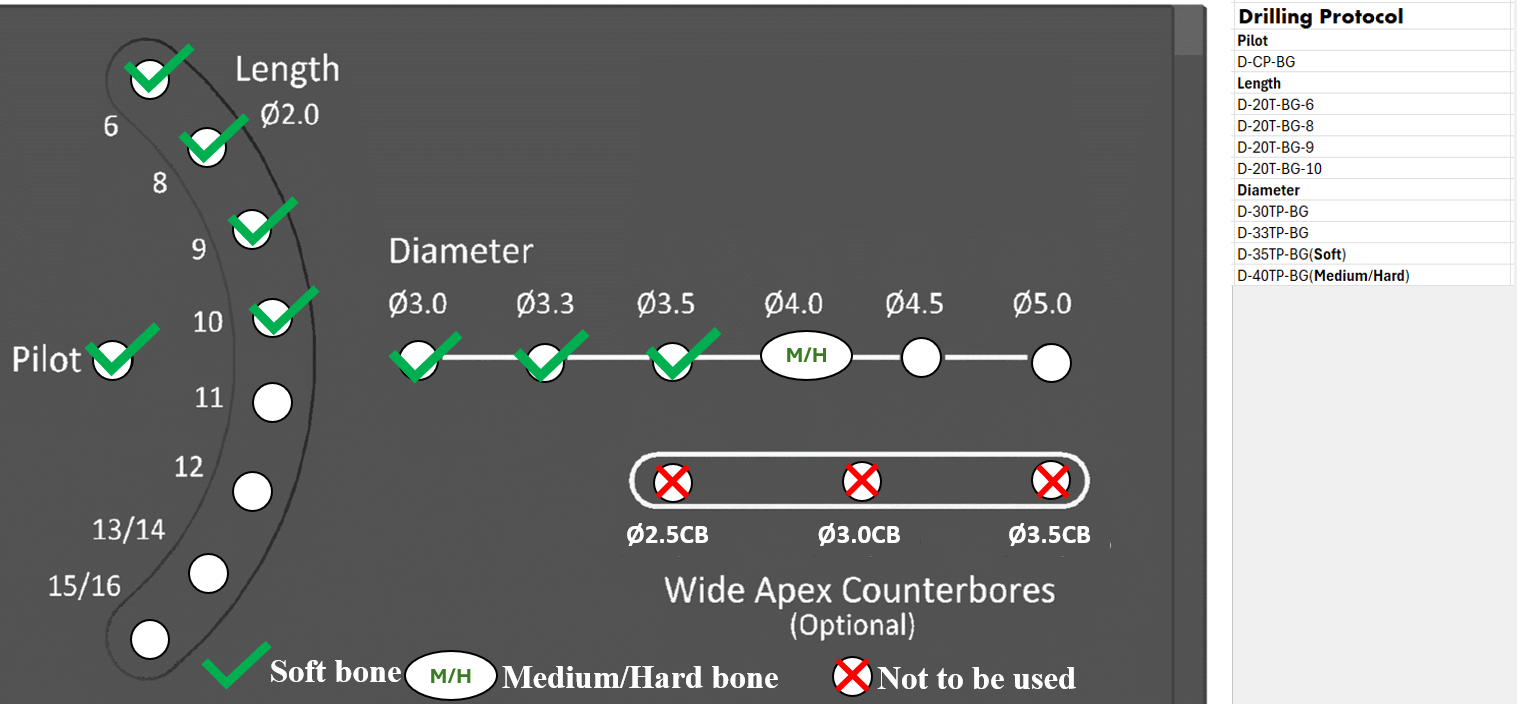 Length
Ø2.0
6
8
9
10
Pilot
11
12
13/14
15/16
Diameter
Ø3.0 Ø3.3 Ø3.5 Ø4.0 Ø4.5 Ø5.0
M/H
Ø2.5CB Ø3.0CB Ø3.5CB
Wide Apex Counterbores
(Optional)
Soft bone M/H Medium/Hard bone Not to be used
Drilling Protocol
Pilot
D-CP-BG
Length
D-20T-BG-6
D-20T-BG-8
D-20T-BG-9
D-20T-BG-10
Diameter
D-30TP-BG
D-33TP-BG
D-35TP-BG(Soft)
D-40TP-BG(Medium/Hard)